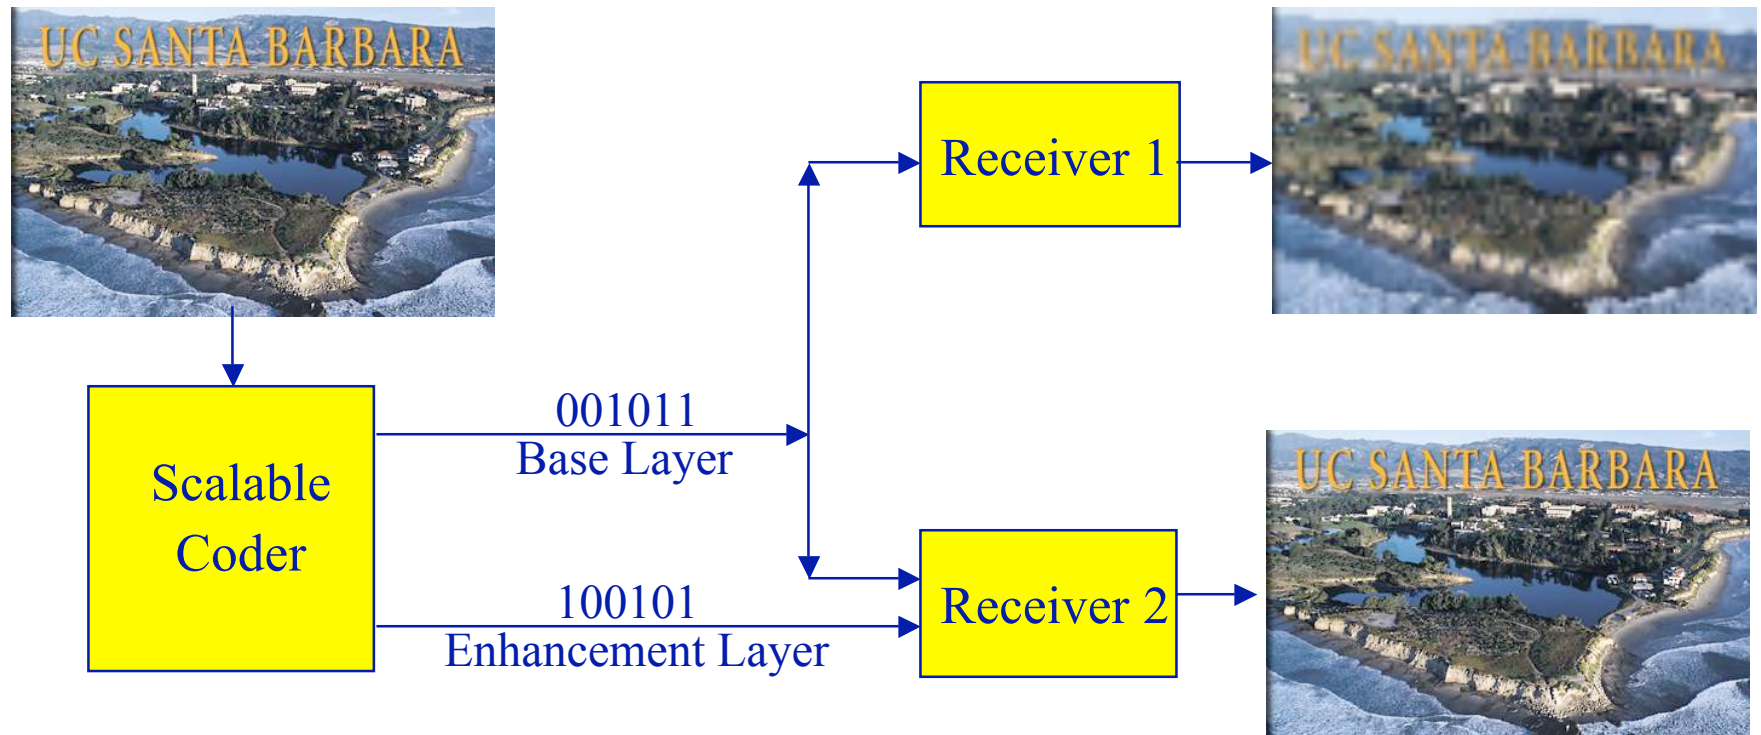 UC SANTA BARBARA
UC SANTA BARBARA
Receiver 1
001011
Base Layer
Scalable
Coder
UC SANTA BARBARA
100101
Enhancement Layer
Receiver 2